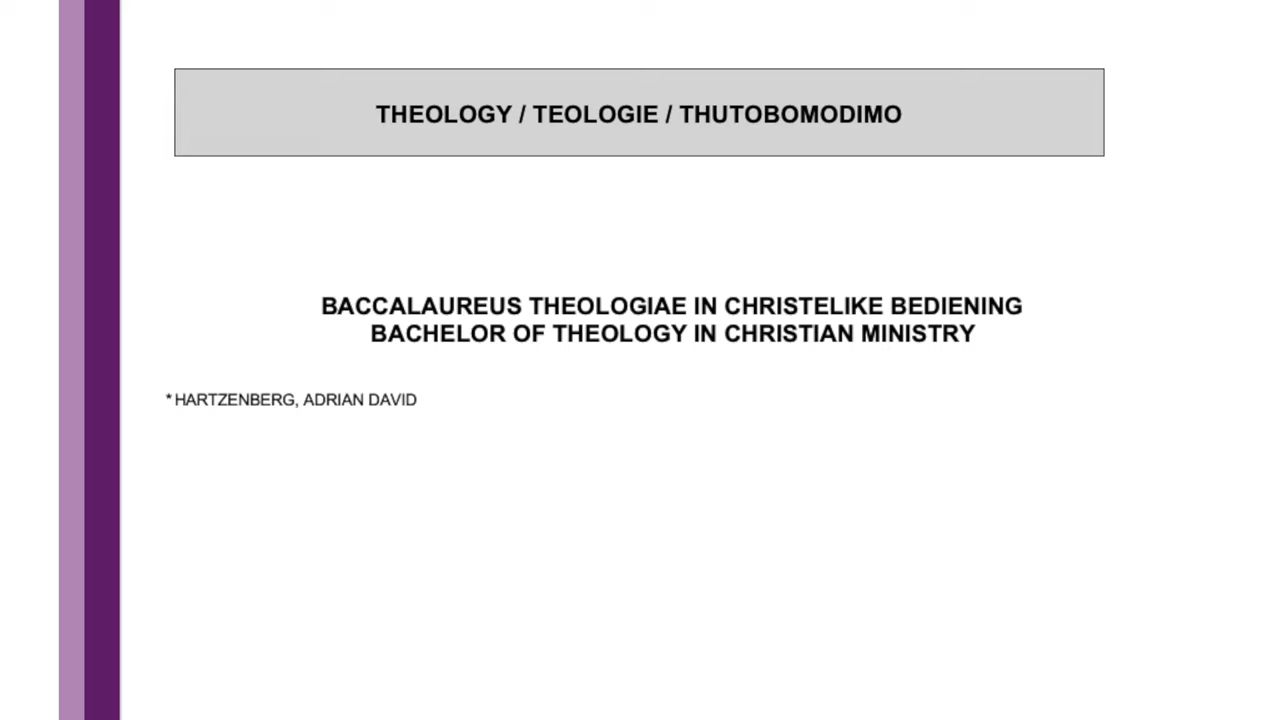 THEOLOGY / TEOLOGIE / THUTOBOMODIMO
BACCALAUREUS THEOLOGIAE IN CHRISTELIKE BEDIENING
BACHELOR OF THEOLOGY IN CHRISTIAN MINISTRY
* HARTZENBERG, ADRIAN DAVID